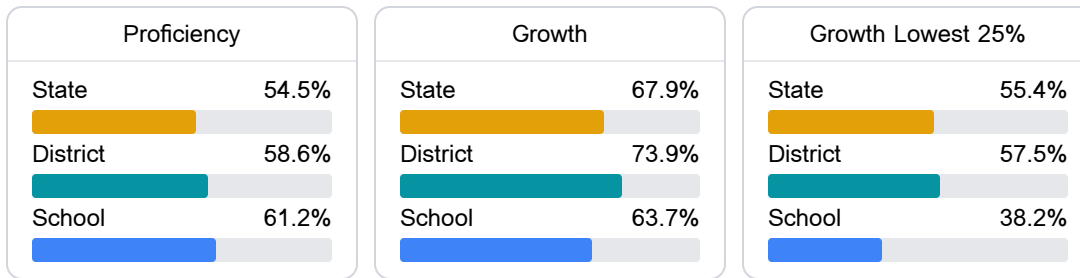 Proficiency
State 54.5%
District 58.6%
School 61.2%
Growth
State 67.9%
District 73.9%
School 63.7%
Growth Lowest 25%
State 55.4%
District 57.5%
School 38.2%